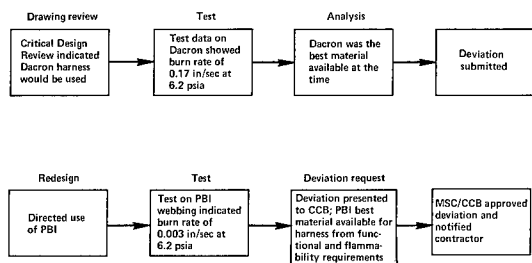 Drawing review
Critical Design
Review indicated
Dacron harness
would be used
Test
Test data on
Dacron showed
burn rate of
0.17 in/sec at
6.2 psia
Analysis
Dacron was the
best material
available at the
time
Deviation
submitted
Redesign
Directed use
of PBI
Test
Test on PBI
webbing indicated
burn rate of
0.003 in/sec at
6.2 psia
Deviation request
Deviation presented
to CCB; PBI best
material available for
harness from func-
tional and flamma-
bility requirements
MSC/CCB approved
deviation and
notified
contractor